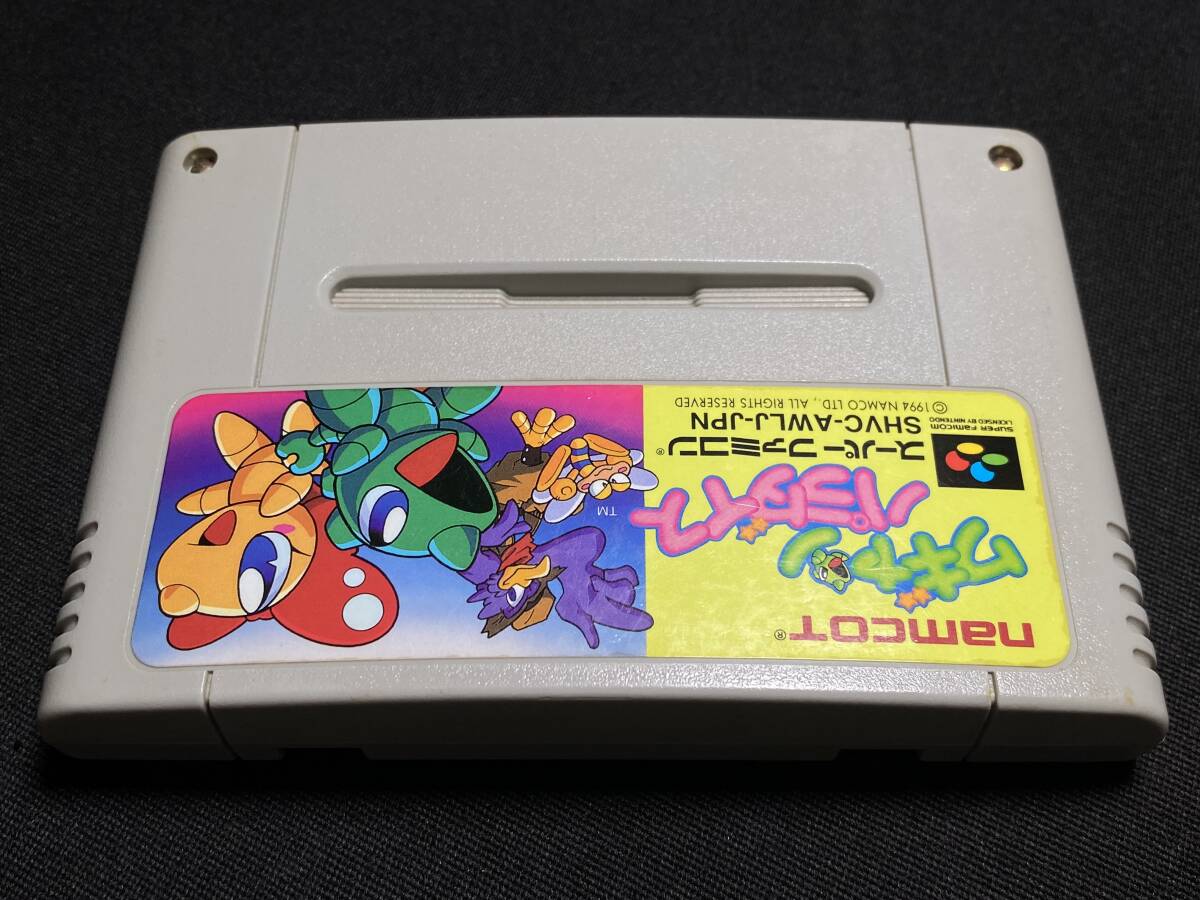 namcoT®
ワギャン
パラダイス
TM
スーパーファミコン®
SHVC-AWLJ-JPN
©1994 NAMCO LTD., ALL RIGHTS RESERVED
SUPER FAMICOM
LICENSED BY NINTENDO